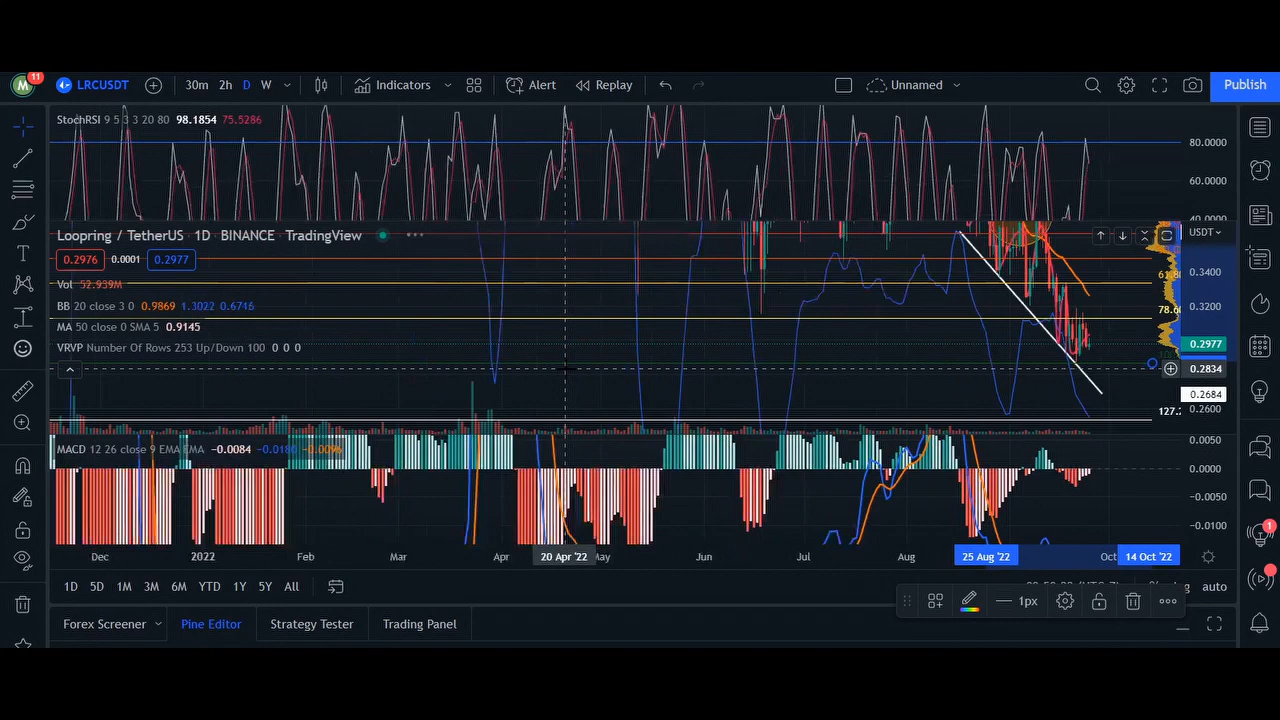 M 11 LRCUSDT 30m 2h D W Indicators Alert Replay Unnamed Publish
StochRSI 9 5 3 3 20 80 98.1854 75.5286
80.0000
60.0000
40.0000
Loopring / TetherUS 1D BINANCE TradingView
USDT
0.2976 0.0001 0.2977
Vol 52.939M
BB 20 close 3 0 0.9869 1.3022 0.6716
MA 50 close 0 SMA 5 0.9145
VRVP Number Of Rows 253 Up/Down 100 0 0 0
0.3400
0.3200
0.2977
0.2834
0.2684
0.2600
MACD 12 26 close 9 EMA EMA −0.0084
0.0050
0.0000
−0.0050
−0.0100
Dec 2022 Feb Mar Apr 20 Apr '22 May Jun Jul Aug 25 Aug '22 Oct 14 Oct '22
1D 5D 1M 3M 6M YTD 1Y 5Y All auto
1px
Forex Screener Pine Editor Strategy Tester Trading Panel
1